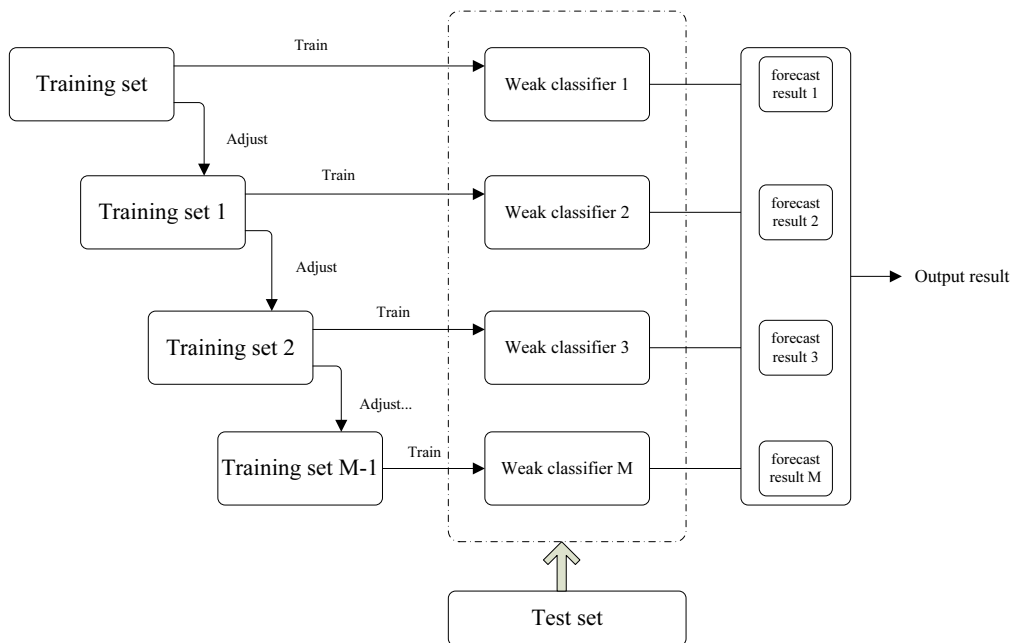 Train
Training set
Weak classifier 1
forecast
result 1
Adjust
Train
Training set 1
Weak classifier 2
forecast
result 2
Adjust
Output result
Train
Training set 2
Weak classifier 3
forecast
result 3
Adjust...
Train
Training set M-1
Weak classifier M
forecast
result M
Test set